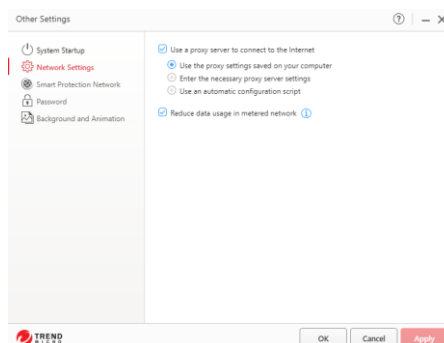 Other Settings
System Startup
Network Settings
Smart Protection Network
Password
Background and Animation
Use a proxy server to connect to the Internet
Use the proxy settings saved on your computer
Enter the necessary proxy server settings
Use an automatic configuration script
Reduce data usage in metered network
TREND
MICRO
OK
Cancel
Apply